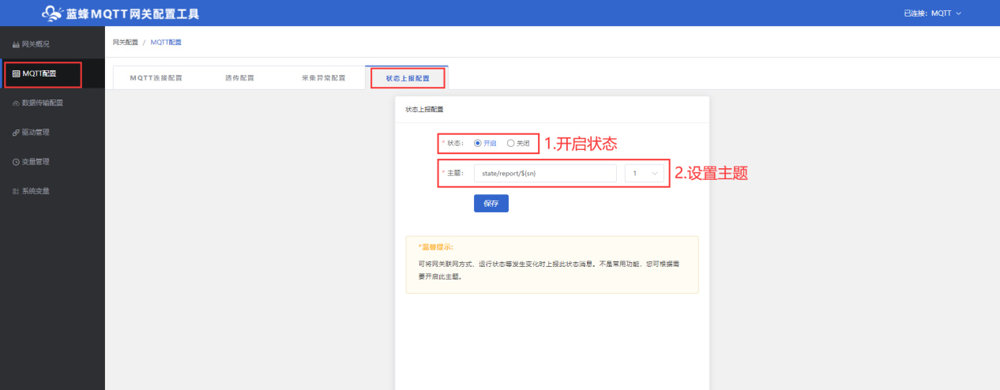 蓝蜂MQTT网关配置工具
已连接：MQTT
网关概况
MQTT配置
数据传输配置
驱动管理
变量管理
系统变量
网关配置 / MQTT配置
MQTT连接配置
透传配置
采集异常配置
状态上报配置
状态上报配置
* 状态： 开启 关闭
1.开启状态
* 主题： state/report/$(sn) 1
2.设置主题
保存
*温馨提示:
可将网关联网方式、运行状态等发生变化时上报此状态消息。不是常用功能，您可根据需
要开启此主题。